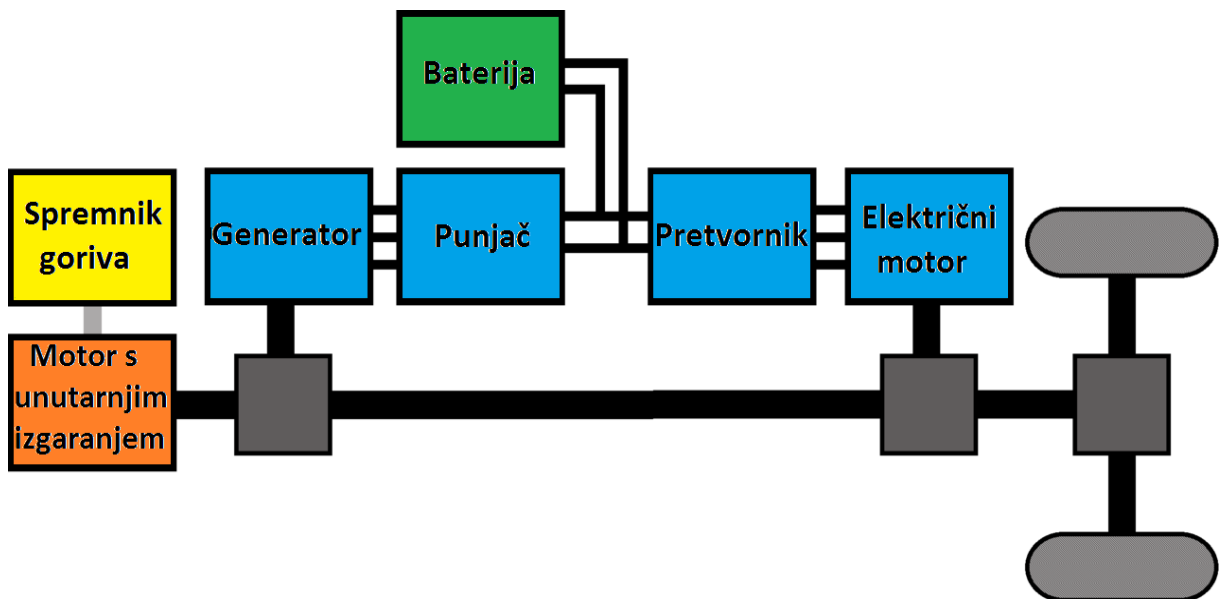 Baterija
Spremnik
goriva
Generator
Punjač
Pretvornik
Električni
motor
Motor s
unutarnjim
izgaranjem